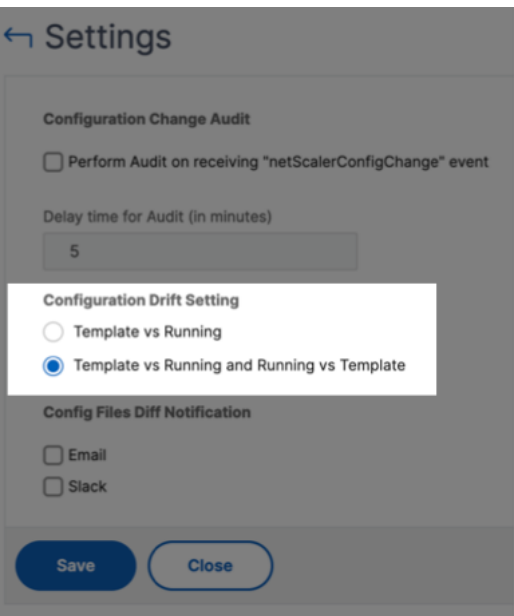 Settings
Configuration Change Audit
Perform Audit on receiving "netScalerConfigChange" event
Delay time for Audit (in minutes)
5
Configuration Drift Setting
Template vs Running
Template vs Running and Running vs Template
Config Files Diff Notification
Email
Slack
Save
Close